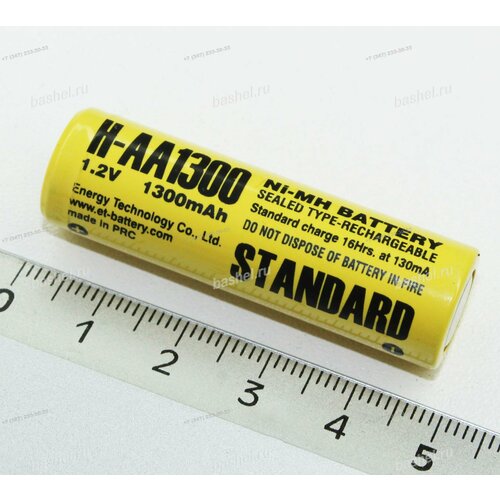 H-AA1300
1.2V 1300mAh
Energy Technology Co., Ltd.
www.et-battery.com
made in PRC
Ni-MH BATTERY
SEALED TYPE-RECHARGEABLE
Standard charge 16Hrs. at 130mA
DO NOT DISPOSE OF BATTERY IN FIRE
STANDARD
0 1 2 3 4 5
bashel.ru